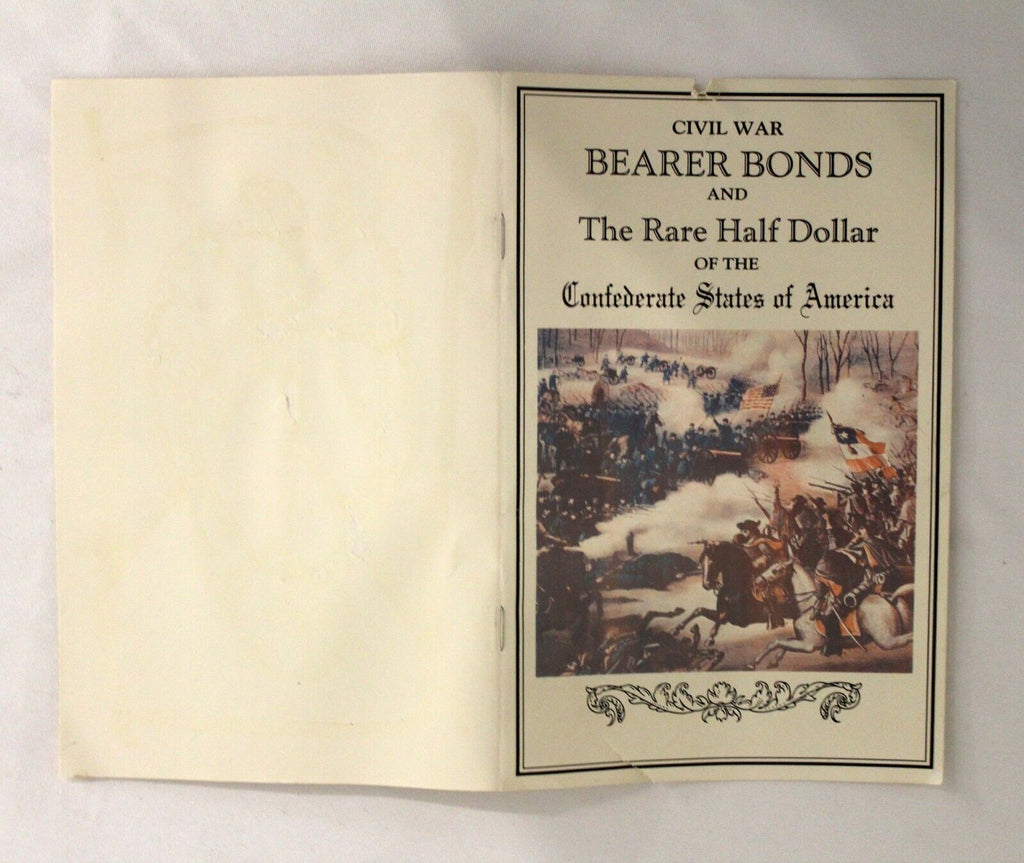 CIVIL WAR
BEARER BONDS
AND
The Rare Half Dollar
OF THE
Confederate States of America